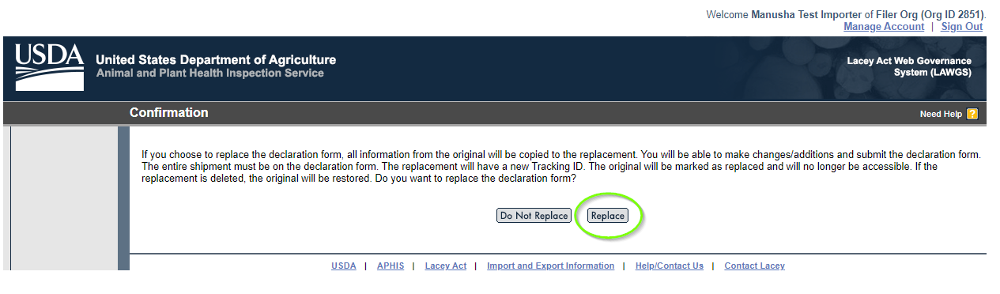 Welcome Manusha Test Importer of Filer Org (Org ID 2851).
Manage Account | Sign Out
USDA
United States Department of Agriculture
Animal and Plant Health Inspection Service
Lacey Act Web Governance
System (LAWGS)
Confirmation
Need Help ?
If you choose to replace the declaration form, all information from the original will be copied to the replacement. You will be able to make changes/additions and submit the declaration form.
The entire shipment must be on the declaration form. The replacement will have a new Tracking ID. The original will be marked as replaced and will no longer be accessible. If the
replacement is deleted, the original will be restored. Do you want to replace the declaration form?
Do Not Replace Replace
USDA | APHIS | Lacey Act | Import and Export Information | Help/Contact Us | Contact Lacey